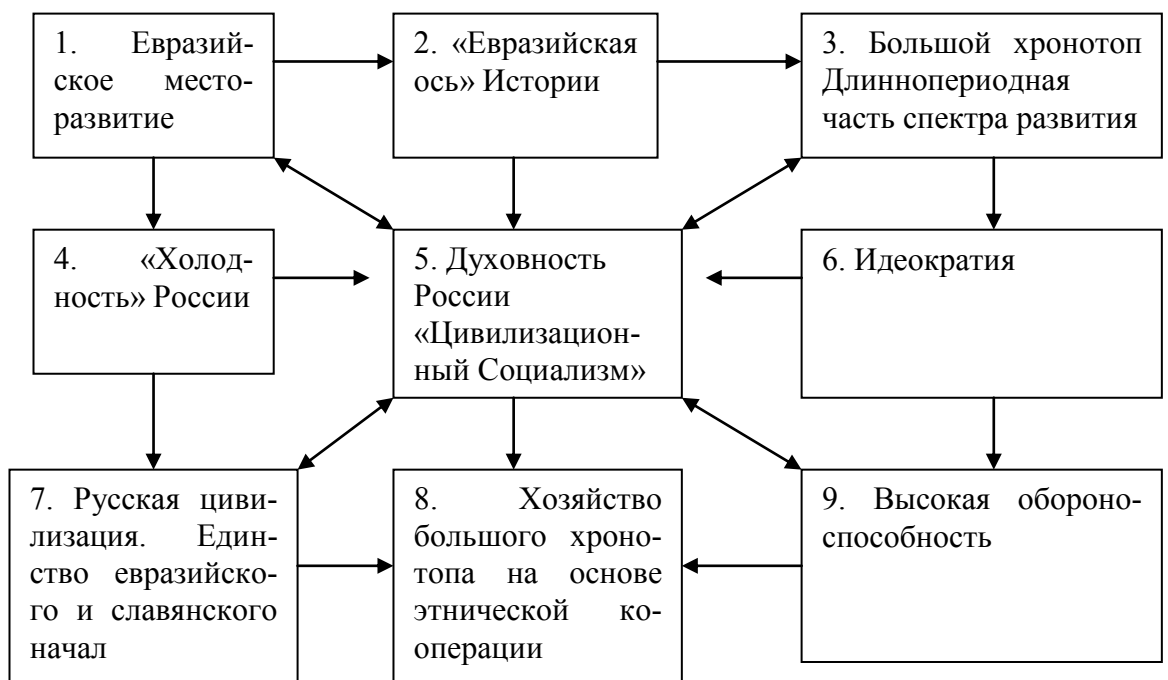 1. Евразий-
ское место-
развитие
2. «Евразийская
ось» Истории
3. Большой хронотоп
Длиннопериодная
часть спектра развития
4. «Холод-
ность» России
5. Духовность
России
«Цивилизацион-
ный Социализм»
6. Идеократия
7. Русская циви-
лизация. Един-
ство евразийско-
го и славянского
начал
8. Хозяйство
большого хроно-
топа на основе
этнической ко-
операции
9. Высокая обороно-
способность